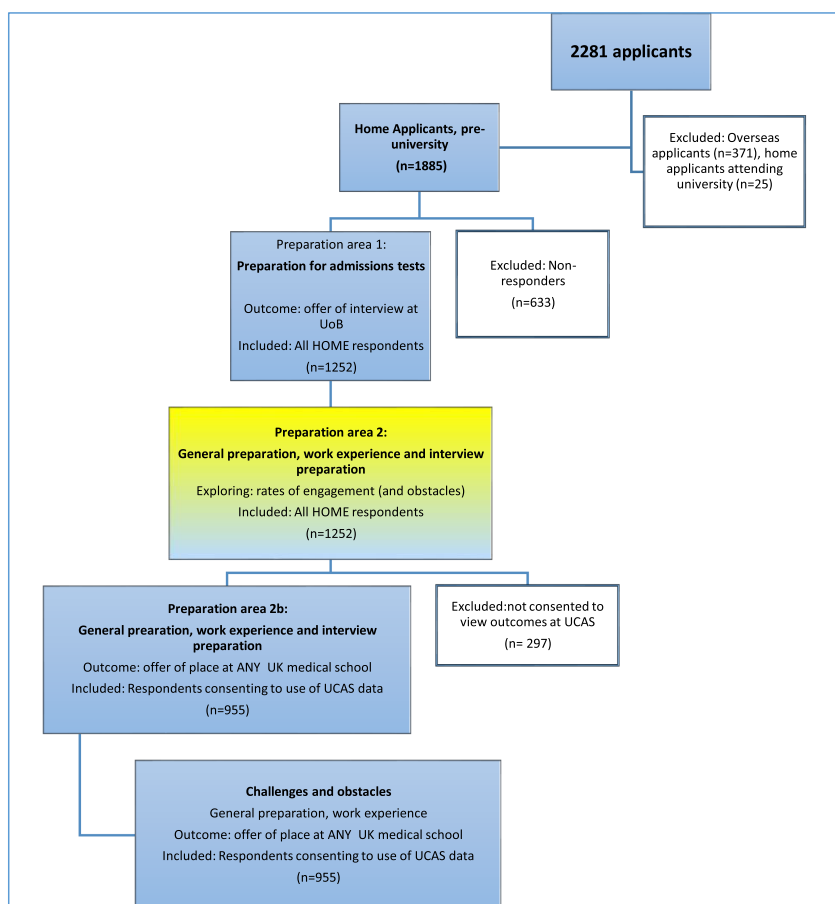 2281 applicants
Home Applicants, pre-
university
(n=1885)
Excluded: Overseas
applicants (n=371), home
applicants attending
university (n=25)
Preparation area 1:
Preparation for admissions tests
Outcome: offer of interview at
UoB
Included: All HOME respondents
(n=1252)
Excluded: Non-
responders
(n=633)
Preparation area 2:
General preparation, work experience and interview
preparation
Exploring: rates of engagement (and obstacles)
Included: All HOME respondents
(n=1252)
Preparation area 2b:
General prearation, work experience and interview
preparation
Outcome: offer of place at ANY  UK medical school
Included: Respondents consenting to use of UCAS data
(n=955)
Excluded:not consented to
view outcomes at UCAS
(n= 297)
Challenges and obstacles
General preparation, work experience
Outcome: offer of place at ANY  UK medical school
Included: Respondents consenting to use of UCAS data
(n=955)